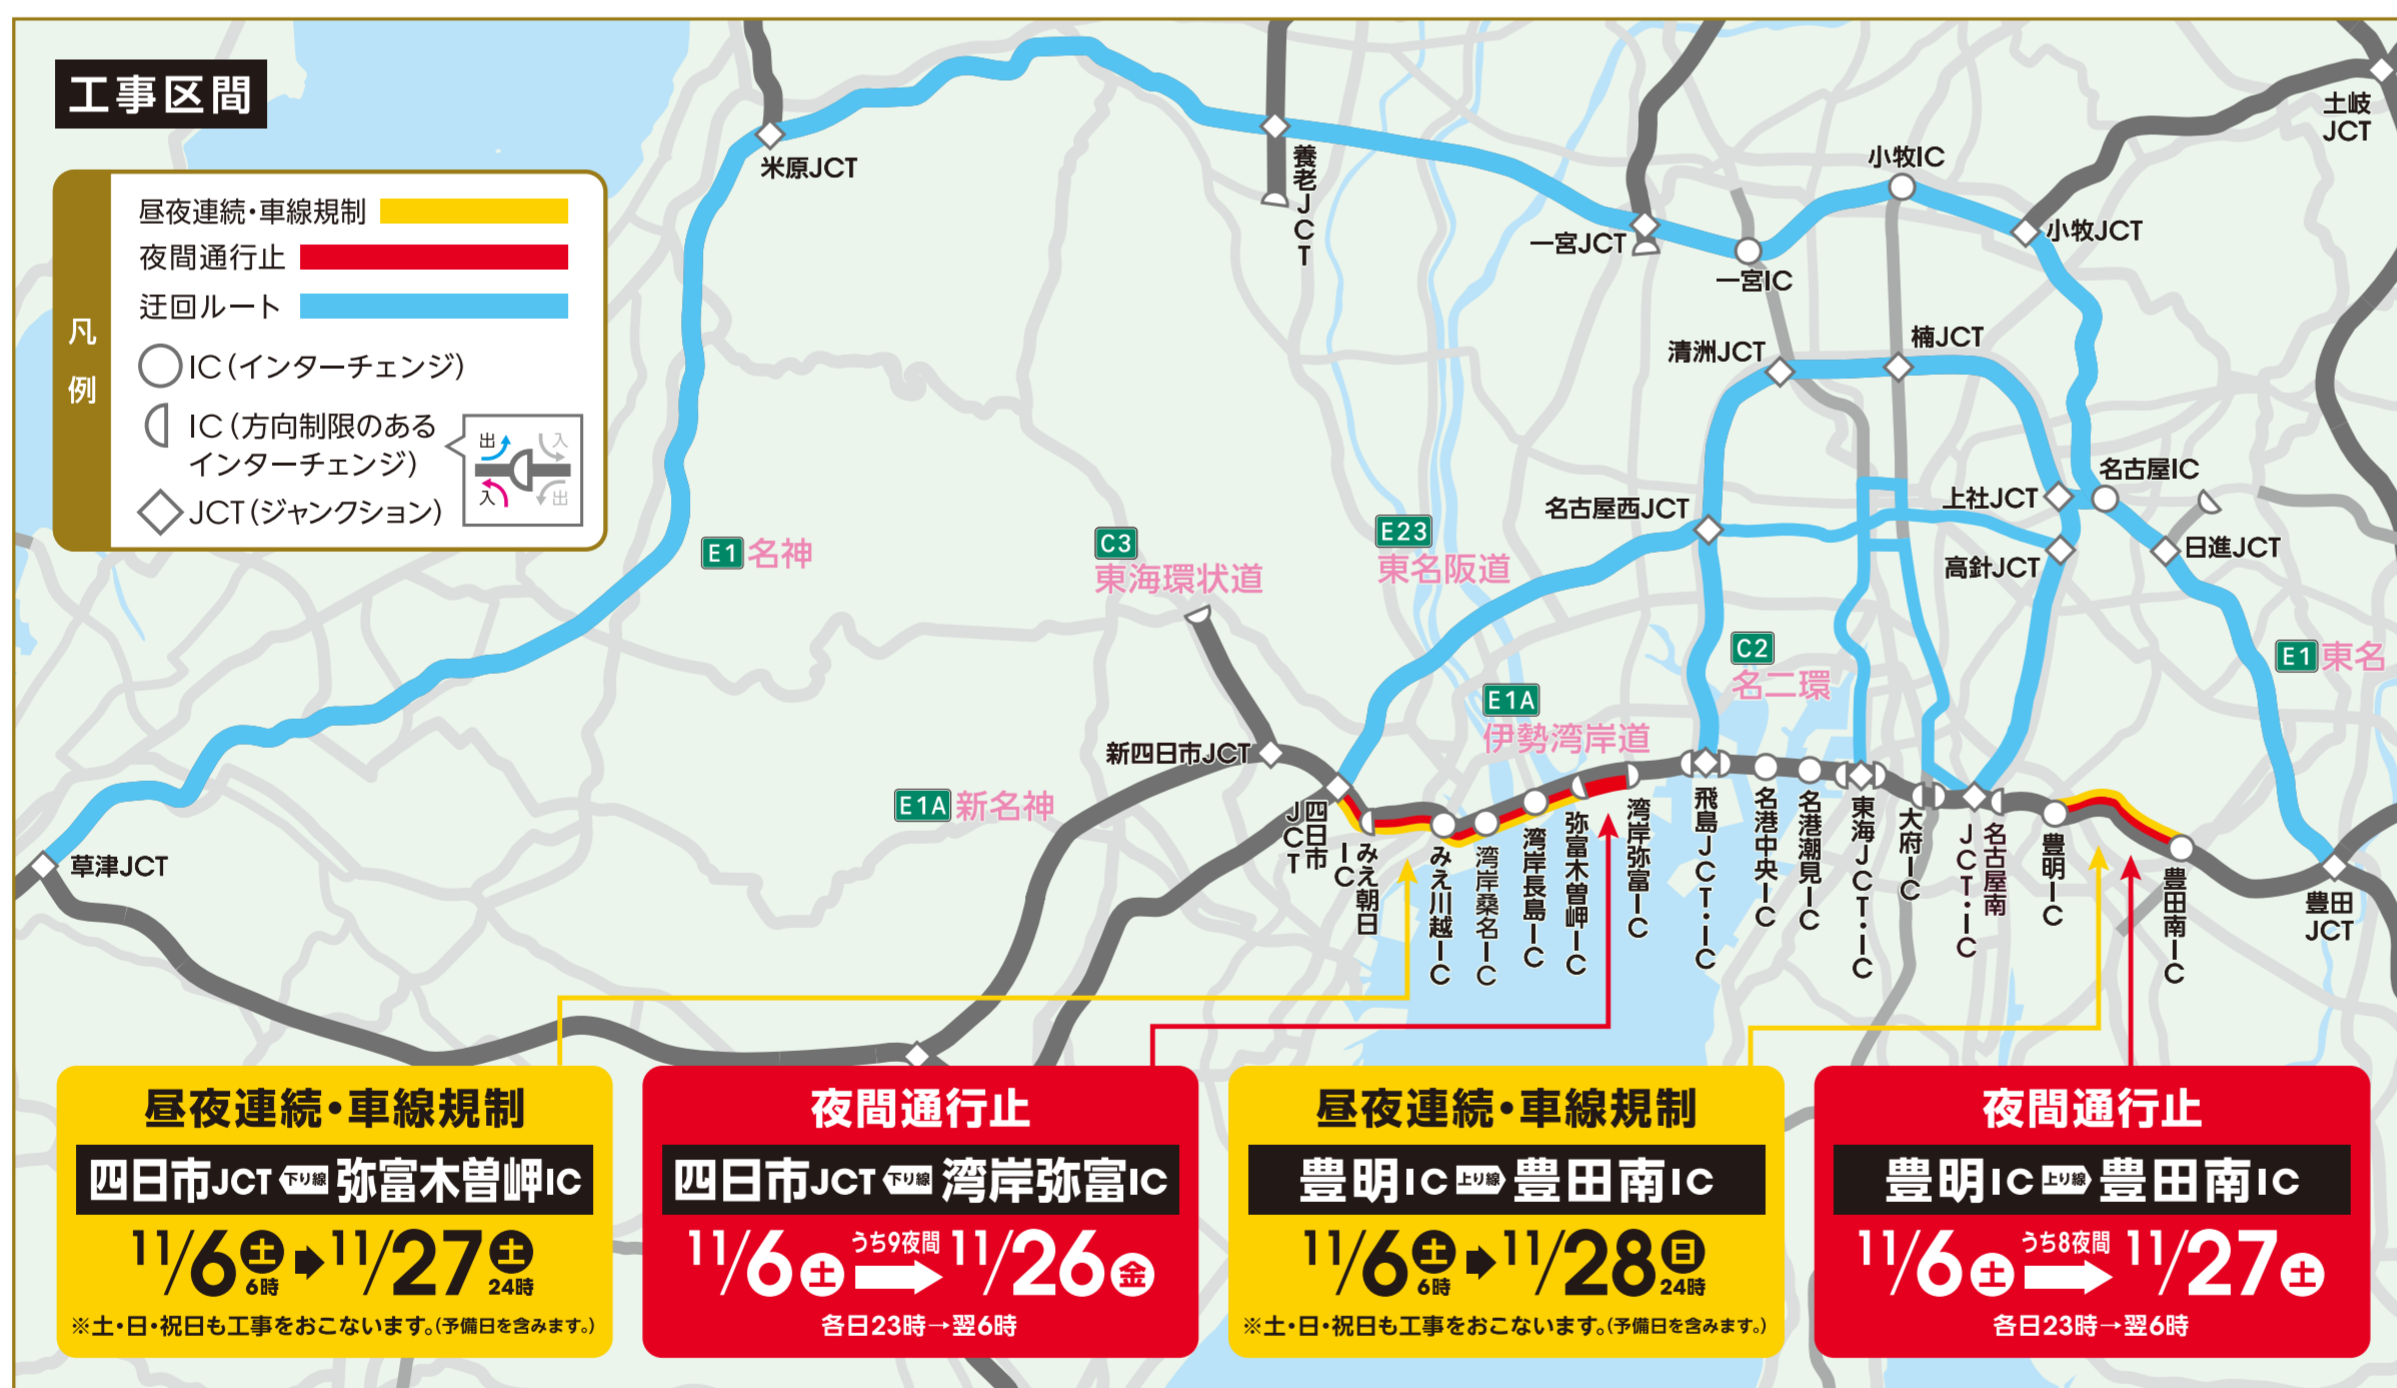 工事区間
凡例
昼夜連続・車線規制
夜間通行止
迂回ルート
IC(インターチェンジ)
IC(方向制限のある
インターチェンジ)
出
入
入
出
JCT(ジャンクション)
米原JCT
養老JCT
一宮JCT
一宮IC
小牧IC
小牧JCT
土岐
JCT
清洲JCT
楠JCT
名古屋西JCT
上社JCT
名古屋IC
高針JCT
日進JCT
E1 名神
C3
東海環状道
E23
東名阪道
C2
名二環
E1 東名
E1A
伊勢湾岸道
E1A 新名神
新四日市JCT
草津JCT
四日市
JCT
みえ朝日
IC
みえ川越IC
湾岸桑名IC
湾岸長島IC
弥富木曽岬IC
湾岸弥富IC
飛島JCT・IC
名港中央IC
名港潮見IC
東海JCT・IC
大府IC
名古屋南
JCT・IC
豊明IC
豊田南IC
豊田
JCT
昼夜連続・車線規制
四日市JCT 下り線 弥富木曽岬IC
11/6土6時 11/27土24時
※土・日・祝日も工事をおこないます。(予備日を含みます。)
夜間通行止
四日市JCT 下り線 湾岸弥富IC
11/6土 うち9夜間 11/26金
各日23時→翌6時
昼夜連続・車線規制
豊明IC 上り線 豊田南IC
11/6土6時 11/28日24時
※土・日・祝日も工事をおこないます。(予備日を含みます。)
夜間通行止
豊明IC 上り線 豊田南IC
11/6土 うち8夜間 11/27土
各日23時→翌6時